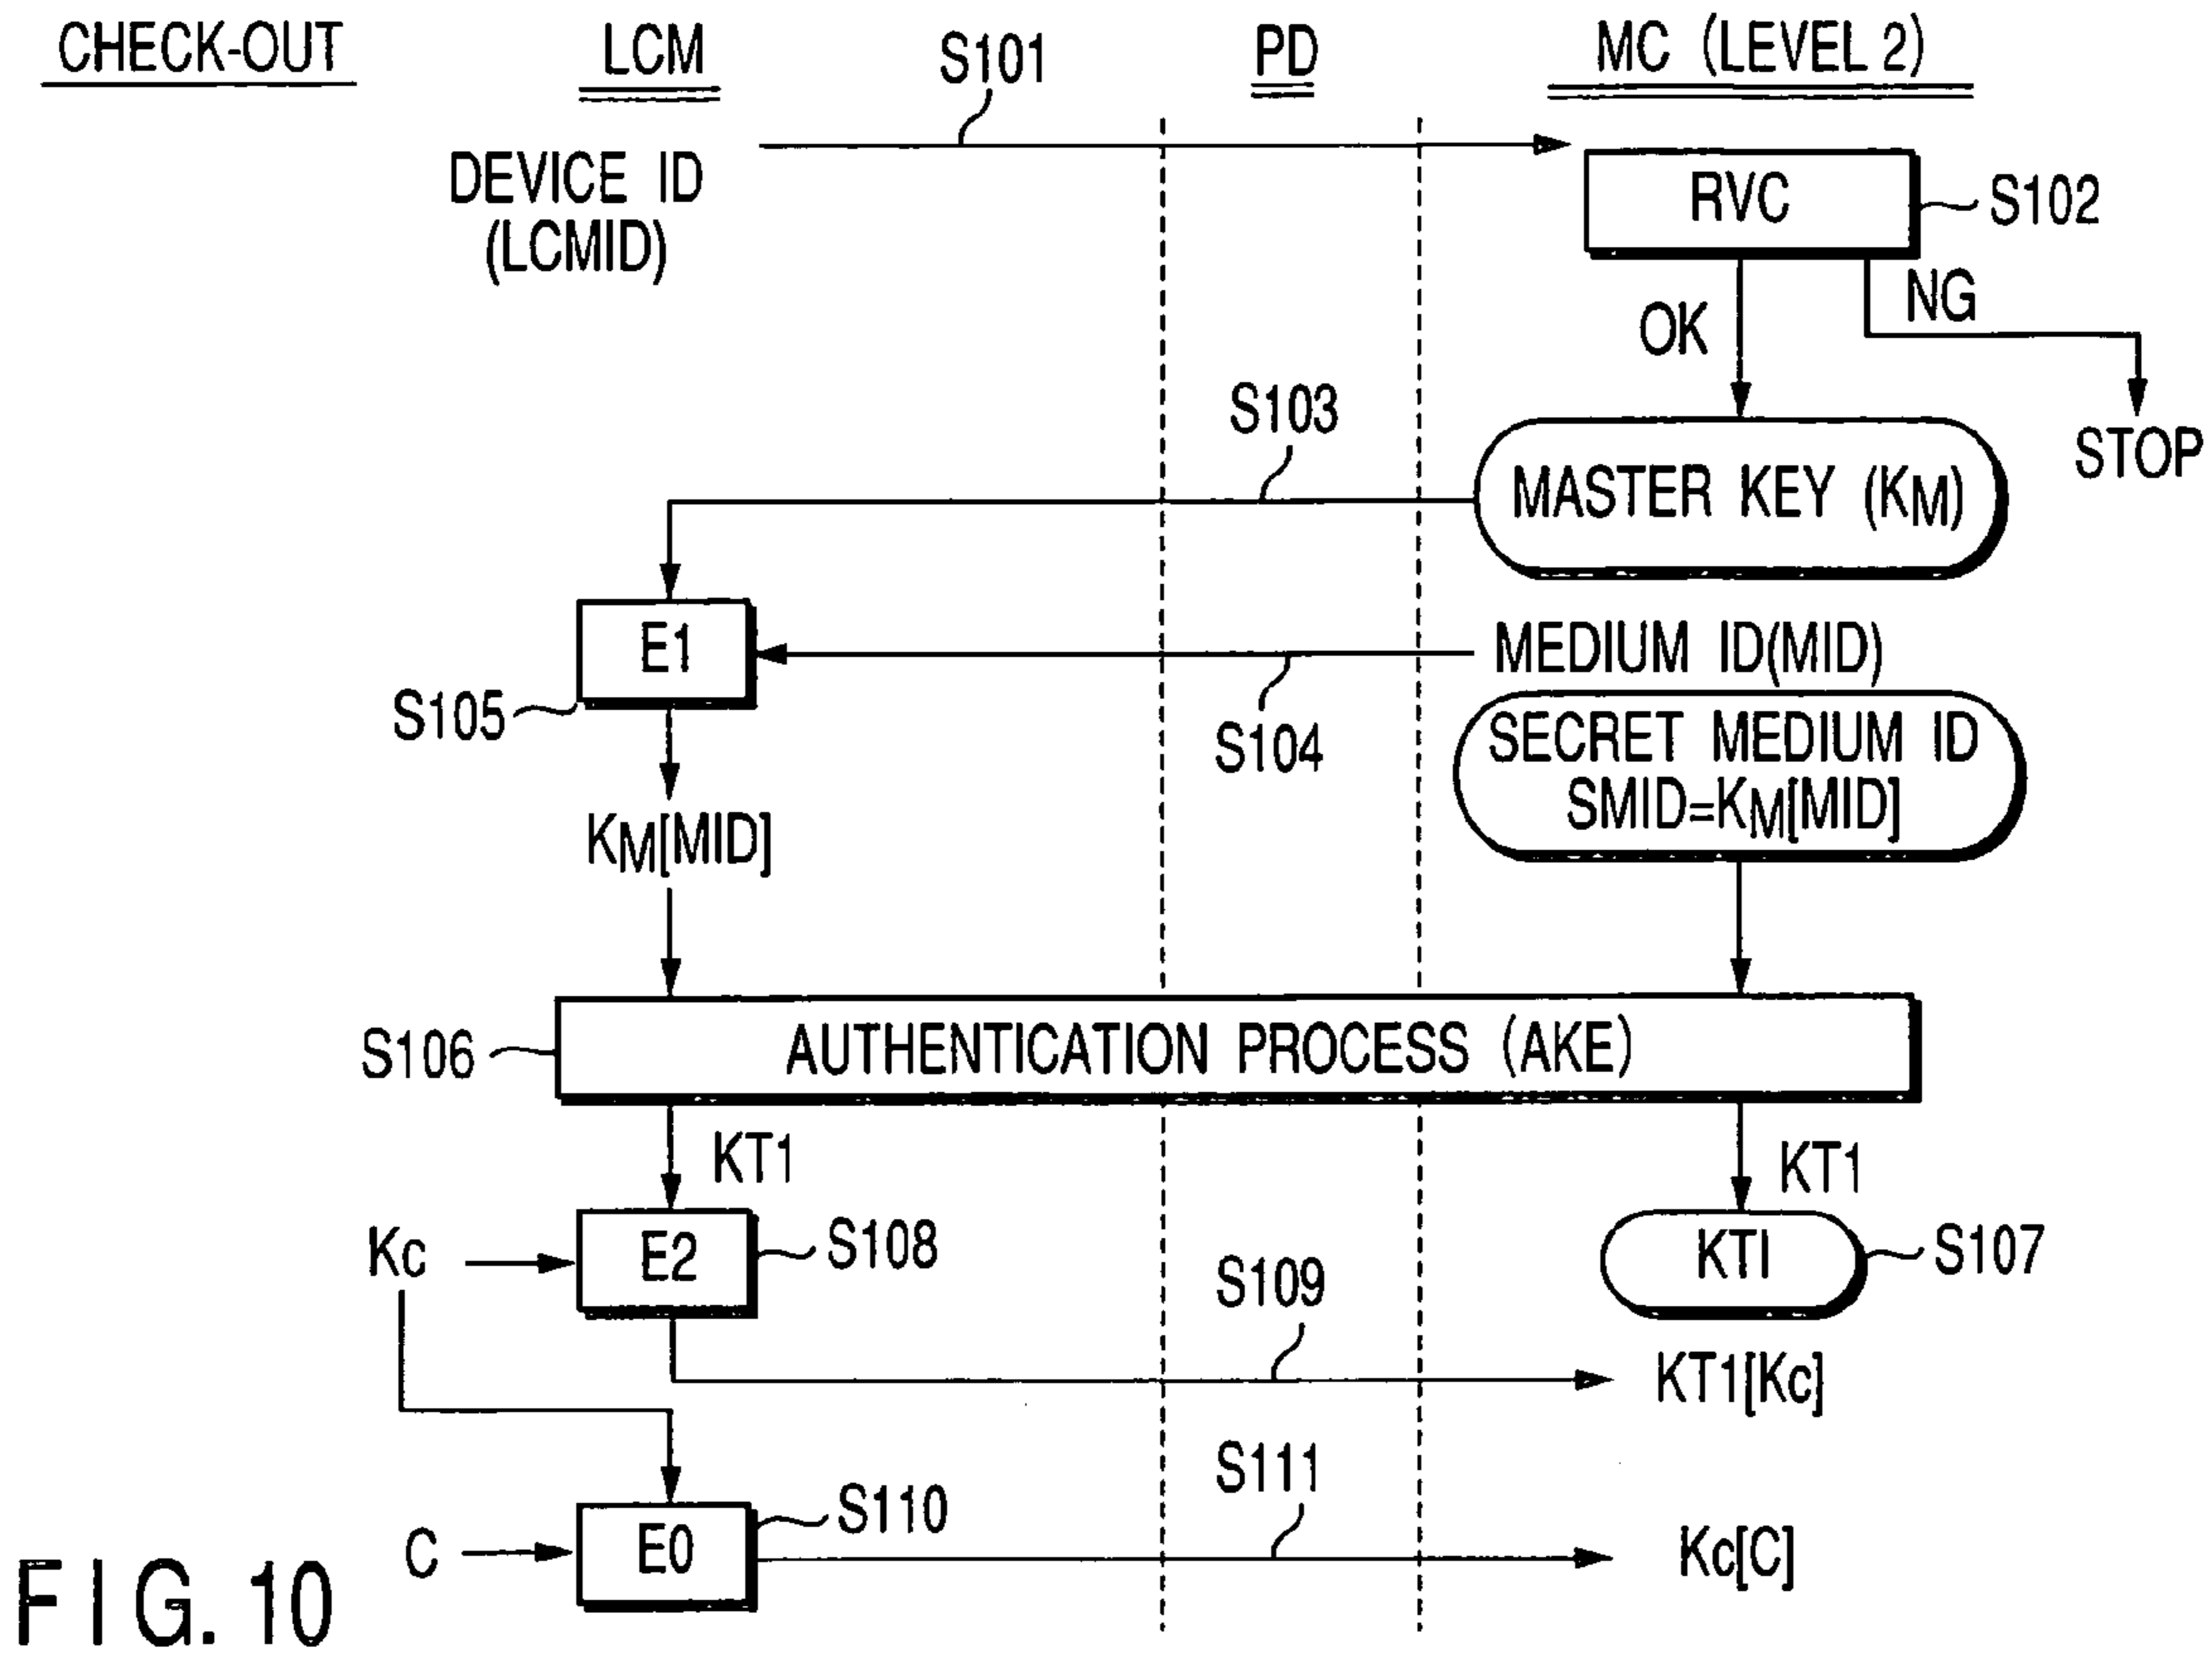 CHECK-OUT LCM S101 PD MC (LEVEL 2)
DEVICE ID
(LCMID)
RVC S102
OK NG
STOP
S103
MASTER KEY (KM)
E1
MEDIUM ID(MID)
S105
S104
SECRET MEDIUM ID
SMID=KM[MID]
KM[MID]
S106 AUTHENTICATION PROCESS (AKE)
KT1 KT1
Kc E2 S108 KTI S107
S109
KT1[Kc]
S111
S110
C E0 Kc[C]
FIG. 10